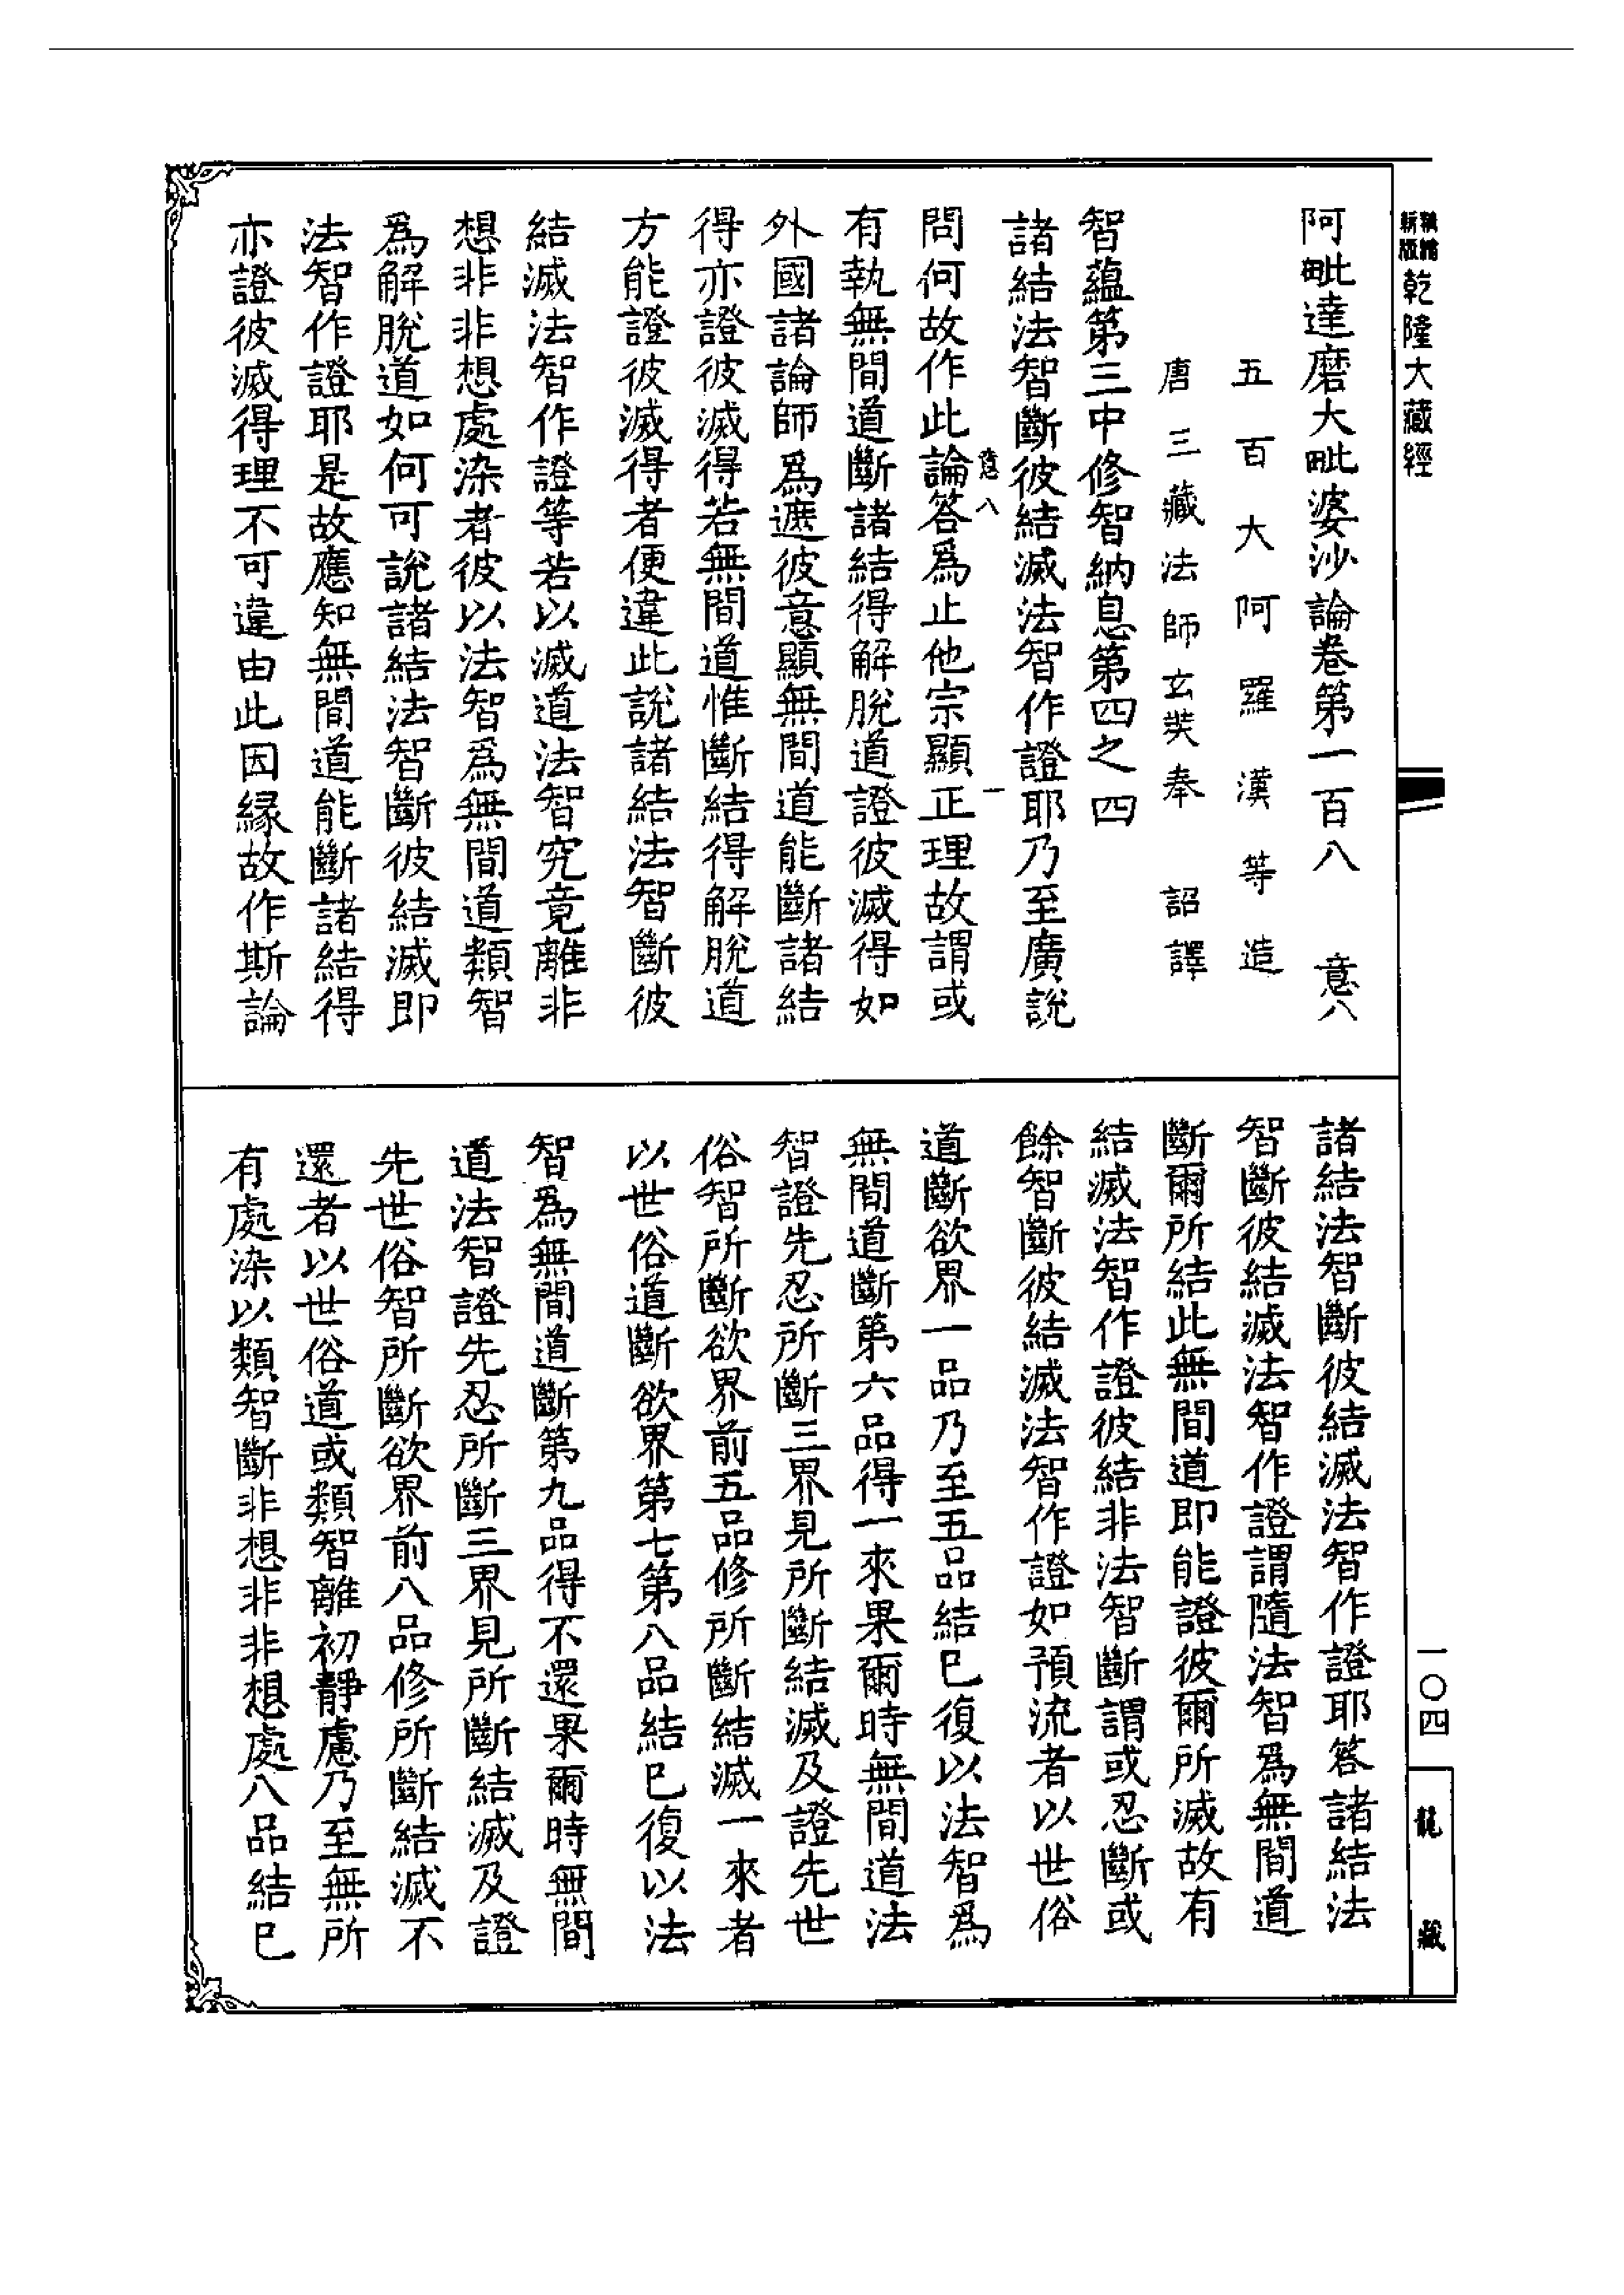 精縮新版乾隆大藏經
阿毗達磨大毗婆沙論卷第一百八　意八
五百大阿羅漢等造
唐三藏法師玄奘奉　詔譯
智蘊第三中修智納息第四之四
諸結法智斷彼結滅法智作證耶乃至廣說
意八　一
問何故作此論答爲止他宗顯正理故謂或
有執無間道斷諸結得解脫道證彼滅得如
外國諸論師爲遮彼意顯無間道能斷諸結
得亦證彼滅得若無間道惟斷結得解脫道
方能證彼滅得者便違此說諸結法智斷彼
結滅法智作證等若以滅道法智究竟離非
想非非想處染者彼以法智爲無間道類智
爲解脫道如何可說諸結法智斷彼結滅即
法智作證耶是故應知無間道能斷諸結得
亦證彼滅得理不可違由此因緣故作斯論
諸結法智斷彼結滅法智作證耶答諸結法
智斷彼結滅法智作證謂隨法智爲無間道
斷爾所結此無間道即能證彼爾所滅故有
結滅法智作證彼結非法智斷謂或忍斷或
餘智斷彼結滅法智作證如預流者以世俗
道斷欲界一品乃至五品結已復以法智爲
無間道斷第六品得一來果爾時無間道法
智證先忍所斷三界見所斷結滅及證先世
俗智所斷欲界前五品修所斷結滅一來者
以世俗道斷欲界第七第八品結已復以法
智爲無間道斷第九品得不還果爾時無間
道法智證先忍所斷三界見所斷結滅及證
先世俗智所斷欲界前八品修所斷結滅不
還者以世俗道或類智離初靜慮乃至無所
有處染以類智斷非想非非想處八品結已
一〇四
龍藏